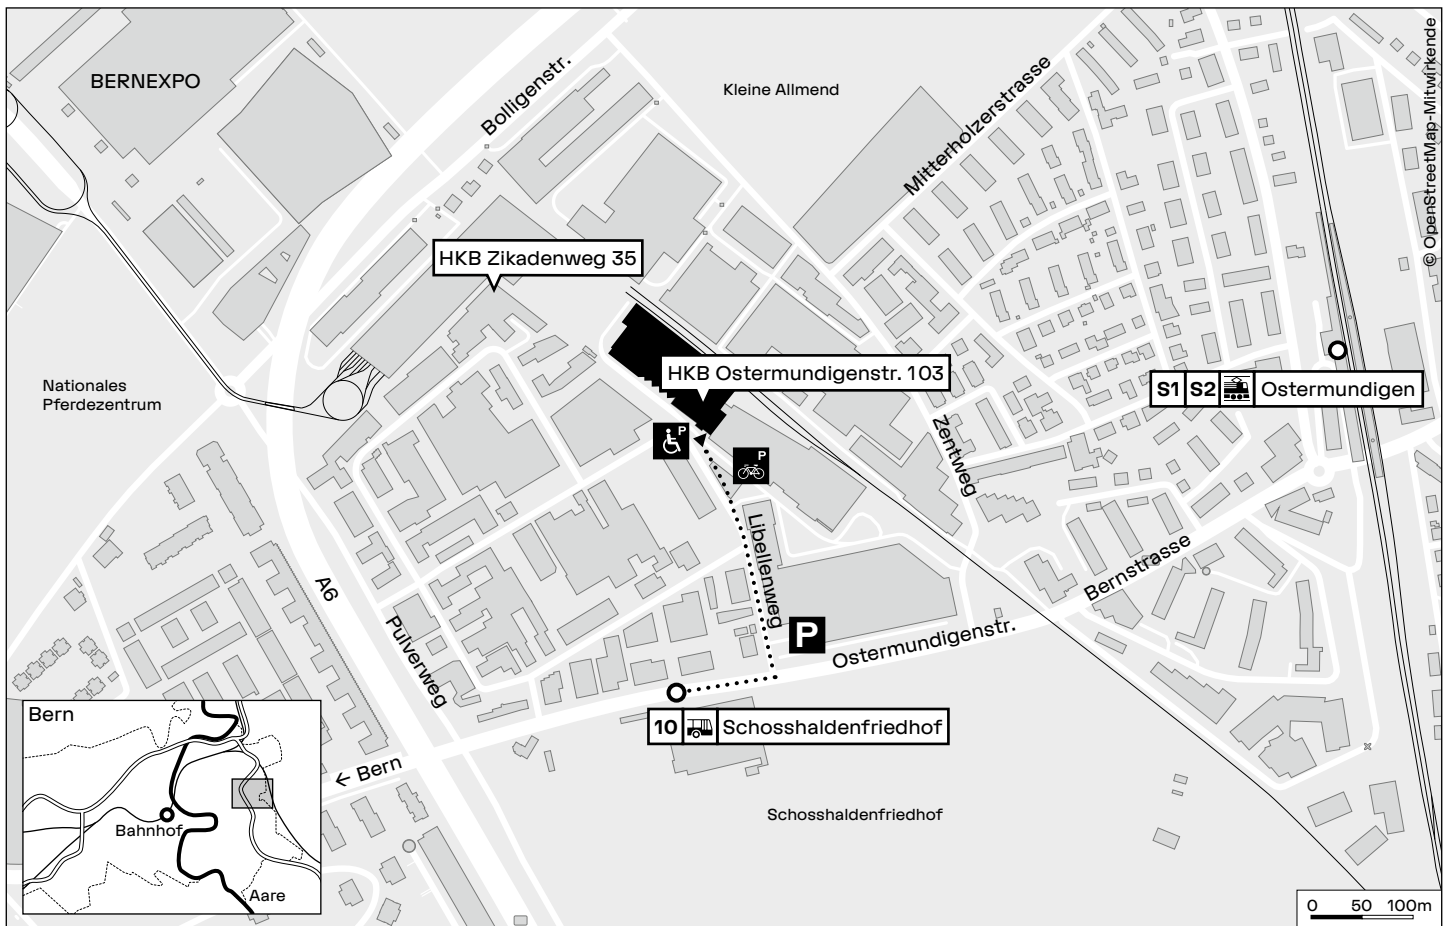 BERNEXPO
Bolligenstr.
Kleine Allmend
Mitterholzerstrasse
© OpenStreetMap-Mitwirkende
HKB Zikadenweg 35
HKB Ostermundigenstr. 103
S1 S2 Ostermundigen
Nationales
Pferdezentrum
P
P
Zentweg
Libellenweg
Bernstrasse
A6
Pulverweg
P
Ostermundigenstr.
10 Schosshaldenfriedhof
← Bern
Schosshaldenfriedhof
Bern
Bahnhof
Aare
0 50 100m